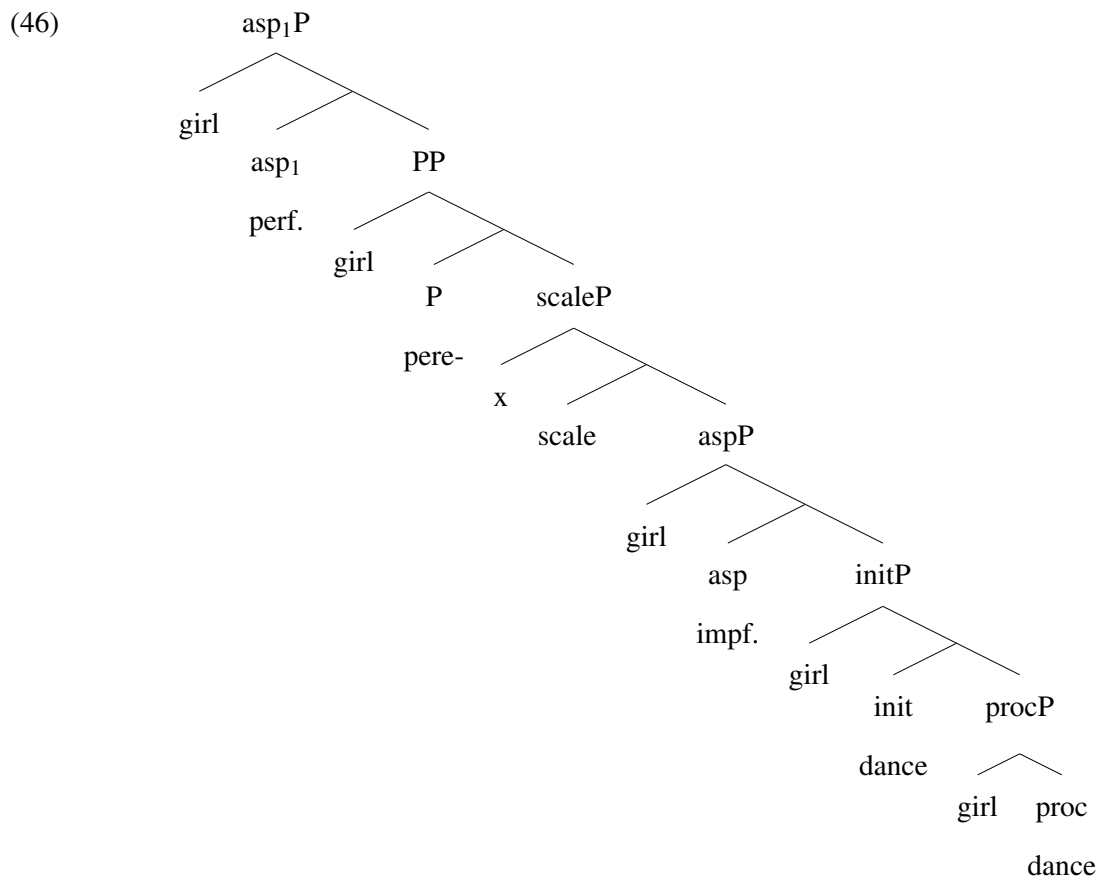 (46) asp₁P
girl
asp₁ PP
perf.
girl
P scaleP
pere-
x
scale aspP
girl
asp initP
impf.
girl
init procP
dance
girl proc
dance